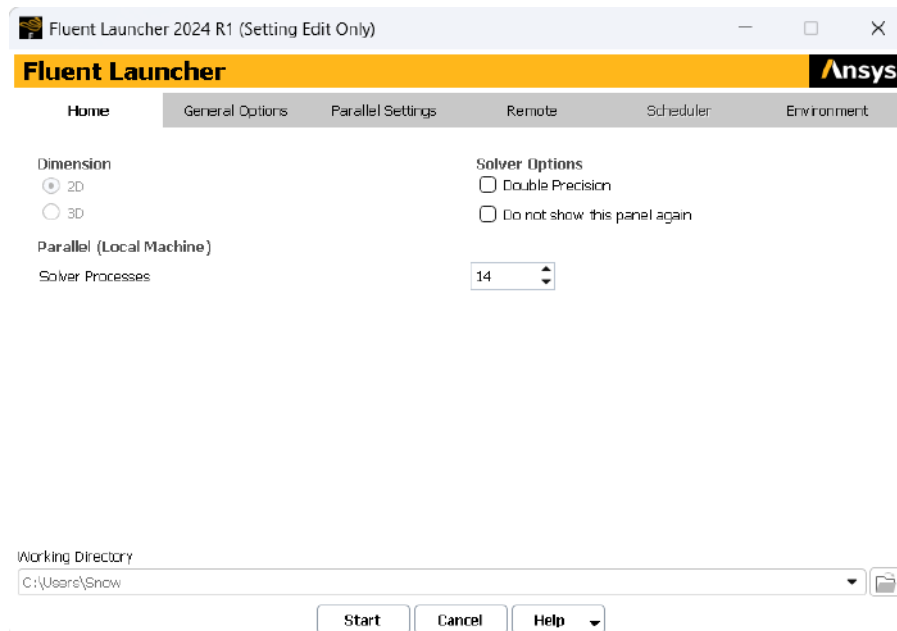 Fluent Launcher 2024 R1 (Setting Edit Only)
Fluent Launcher
Ansys
Home General Options Parallel Settings Remote Scheduler Environment
Dimension
2D
3D
Solver Options
Double Precision
Do not show this panel again
Parallel (Local Machine)
Solver Processes 14
Working Directory
C:\Users\Snow
Start Cancel Help